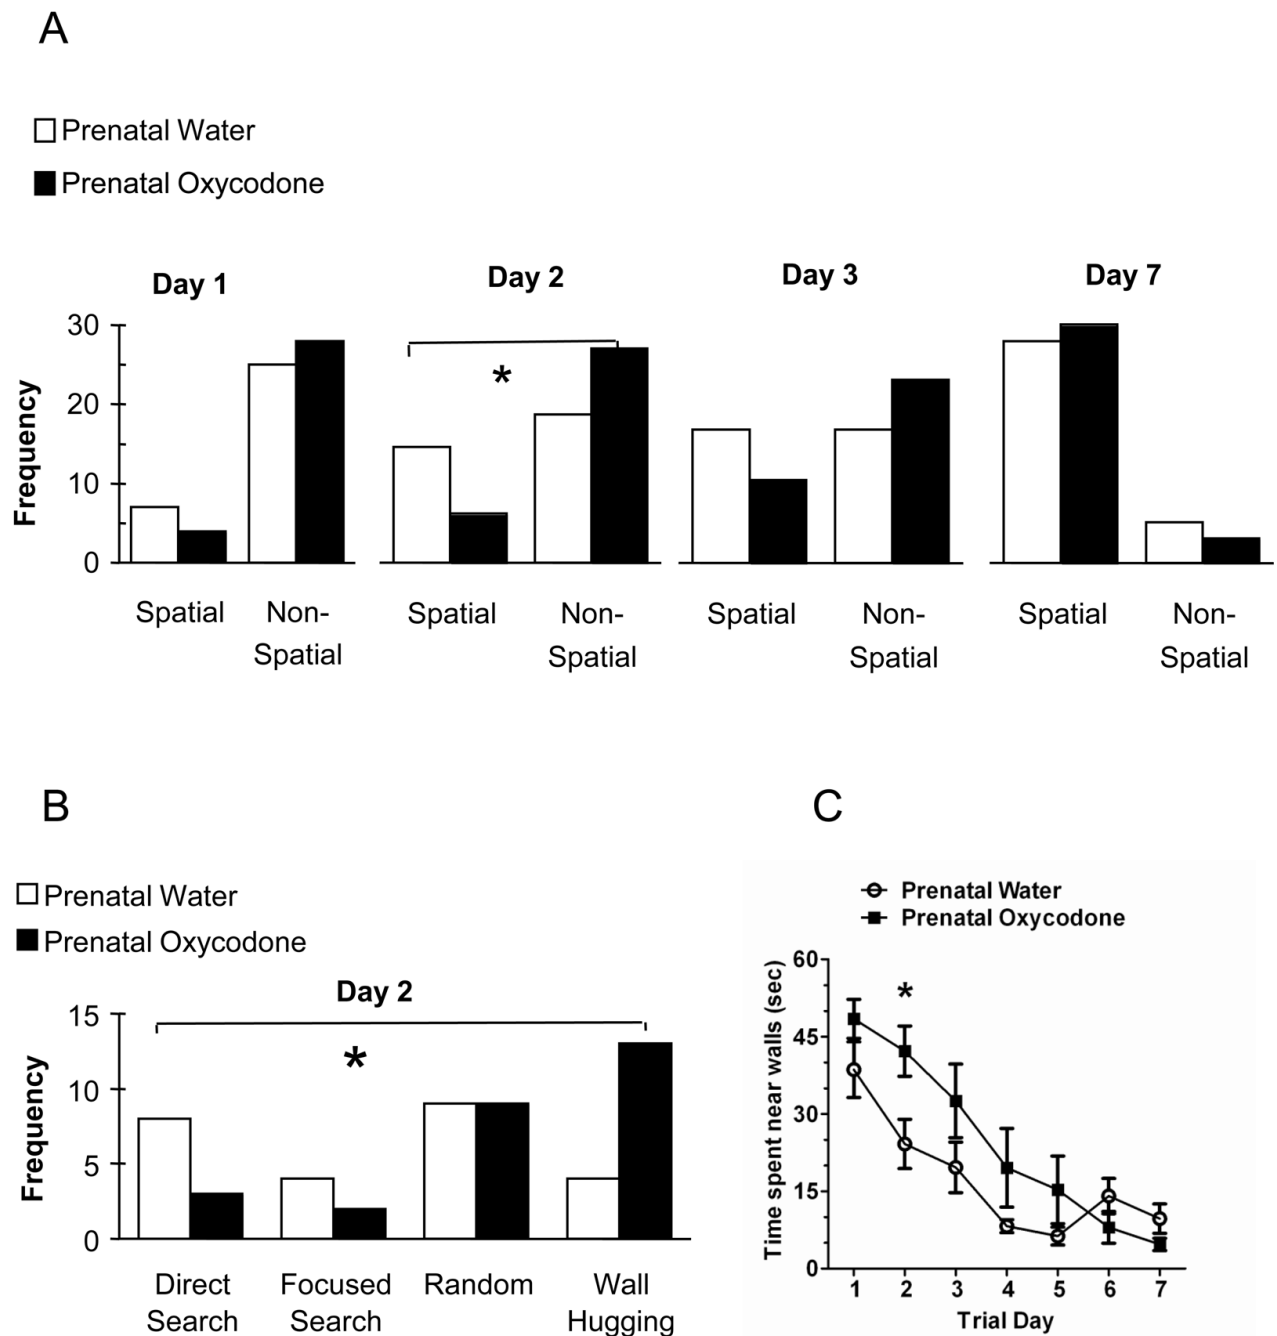 A
Prenatal Water
Prenatal Oxycodone
Day 1
Day 2
Day 3
Day 7
Frequency
30
20
10
0
*
Spatial
Non-
Spatial
Spatial
Non-
Spatial
Spatial
Non-
Spatial
Spatial
Non-
Spatial
B
Prenatal Water
Prenatal Oxycodone
Day 2
Frequency
15
10
5
0
*
Direct
Search
Focused
Search
Random
Wall
Hugging
C
Prenatal Water
Prenatal Oxycodone
Time spent near walls (sec)
60
45
30
15
0
*
1 2 3 4 5 6 7
Trial Day